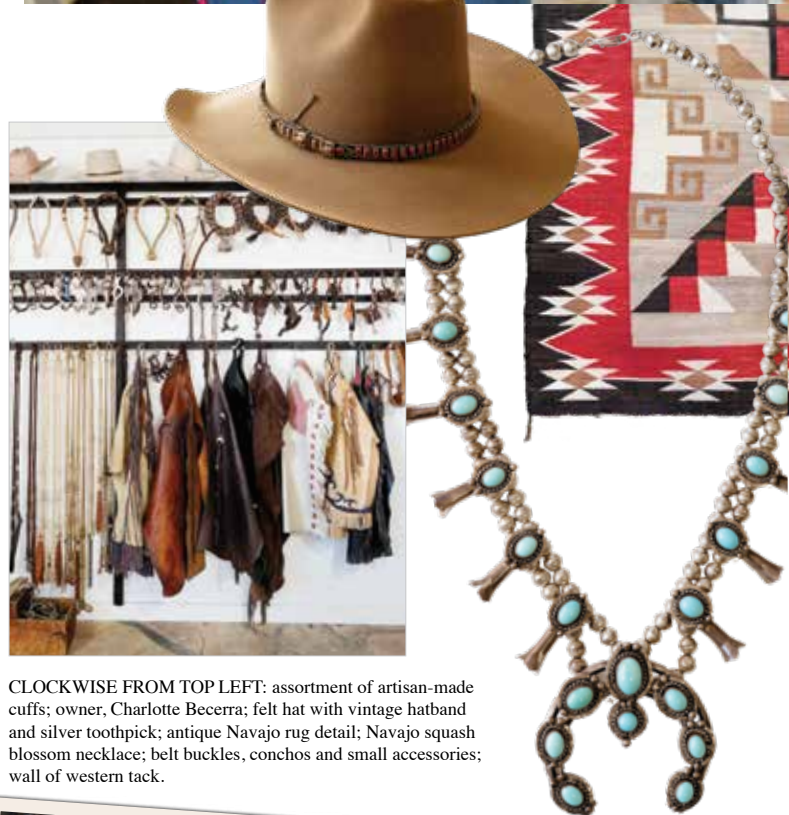 CLOCKWISE FROM TOP LEFT: assortment of artisan-made
cuffs; owner, Charlotte Becerra; felt hat with vintage hatband
and silver toothpick; antique Navajo rug detail; Navajo squash
blossom necklace; belt buckles, conchos and small accessories;
wall of western tack.